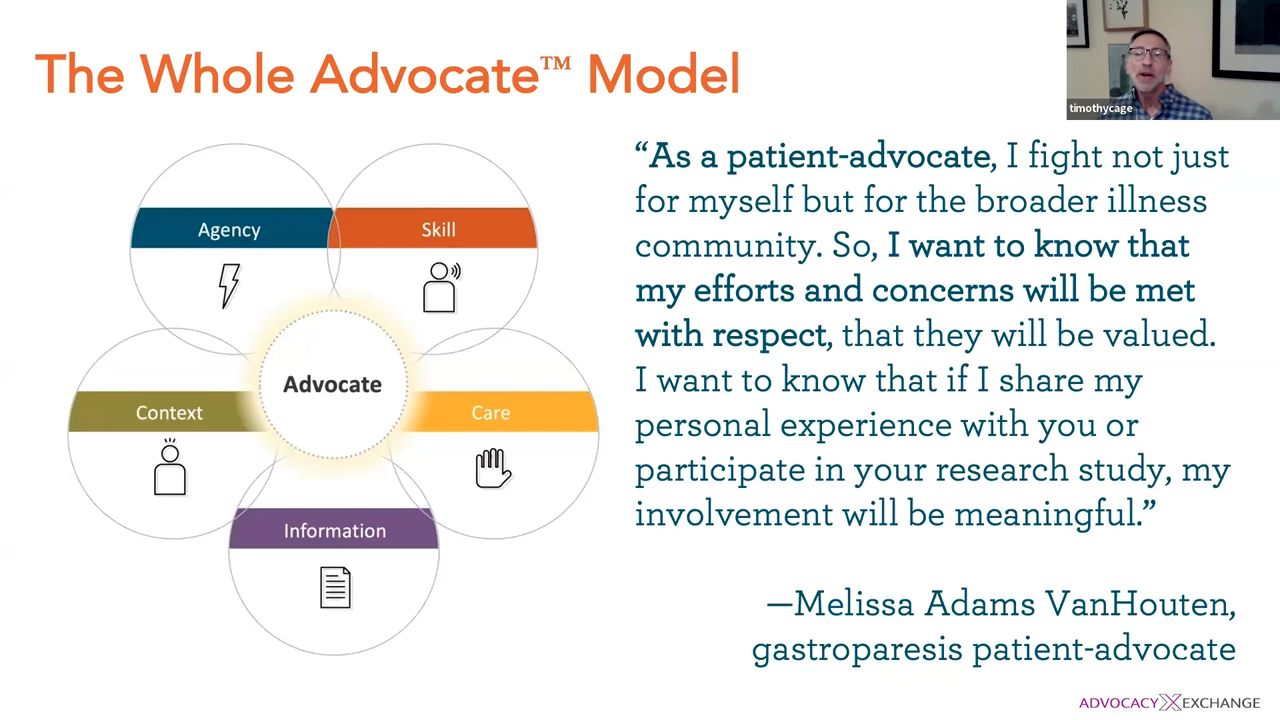 The Whole Advocate™ Model
timothycage
Agency
Skill
Advocate
Context
Care
Information
“As a patient-advocate, I fight not just
for myself but for the broader illness
community. So, I want to know that
my efforts and concerns will be met
with respect, that they will be valued.
I want to know that if I share my
personal experience with you or
participate in your research study, my
involvement will be meaningful.”
—Melissa Adams VanHouten,
gastroparesis patient-advocate
ADVOCACY EXCHANGE